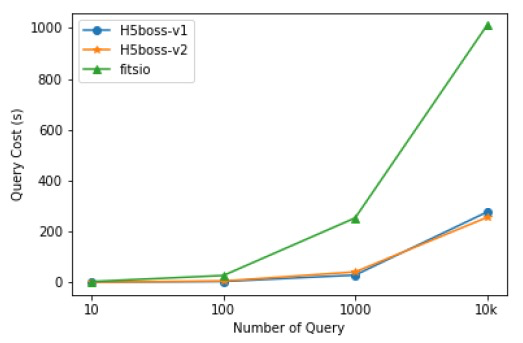 H5boss-v1
H5boss-v2
fitsio
1000
800
600
400
200
0
Query Cost (s)
10 100 1000 10k
Number of Query